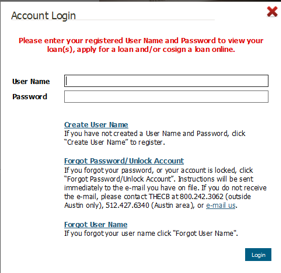 Account Login
Please enter your registered User Name and Password to view your
loan(s), apply for a loan and/or cosign a loan online.
User Name
Password
Create User Name
If you have not created a User Name and Password, click
"Create User Name" to register.
Forgot Password/Unlock Account
If you forgot your password, or your account is locked, click
"Forgot Password/Unlock Account". Instructions will be sent
immediately to the e-mail you have on file. If you do not receive
the e-mail, please contact THECB at 800.242.3062 (outside
Austin only), 512.427.6340 (Austin area), or e-mail us.
Forgot User Name
If you forgot your user name click "Forgot User Name".
Login